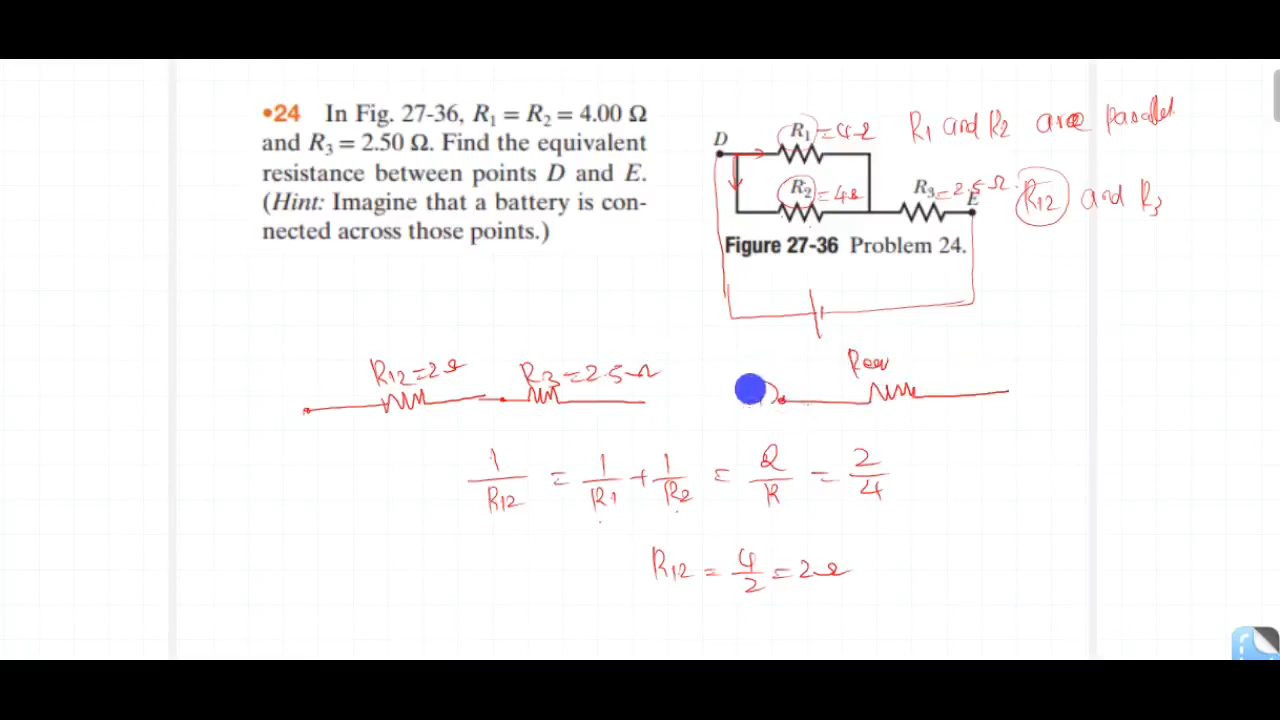 •24 In Fig. 27-36, R₁ = R₂ = 4.00 Ω
and R₃ = 2.50 Ω. Find the equivalent
resistance between points D and E.
(Hint: Imagine that a battery is con-
nected across those points.)
D
R₁ = 4Ω
R₂ = 4Ω
R₃ = 2.5Ω
E
Figure 27-36 Problem 24.
R1 and R2 are parallel
R12 and R3
R12 = 2Ω
R3 = 2.5Ω
1/R12 = 1/R1 + 1/R2 = 2/R = 2/4
R12 = 4/2 = 2Ω